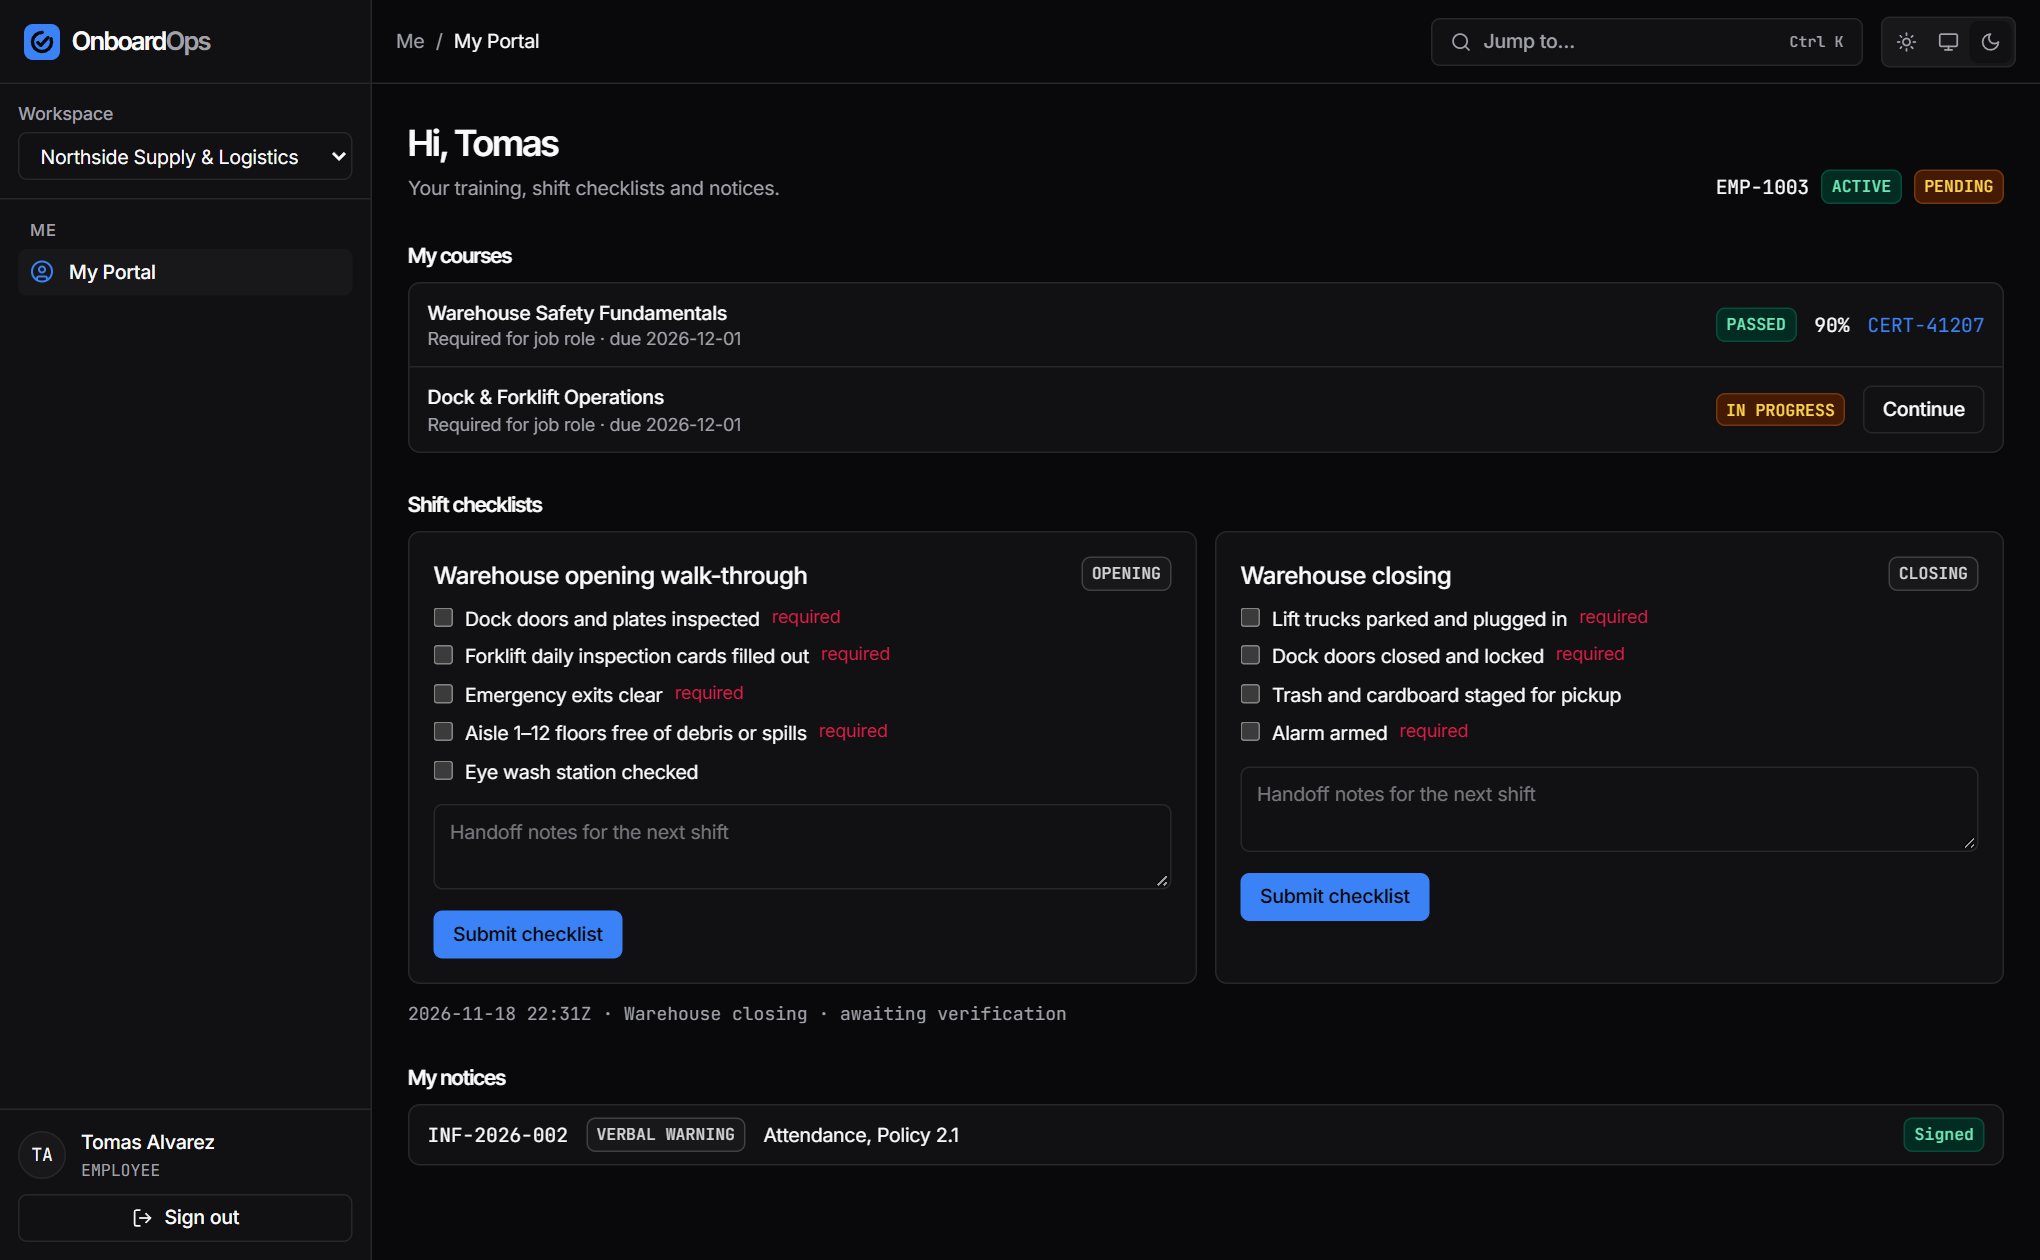 OnboardOps
Me / My Portal
Jump to... Ctrl K
Workspace
Northside Supply & Logistics
ME
My Portal
Hi, Tomas
Your training, shift checklists and notices.
EMP-1003 ACTIVE PENDING
My courses
Warehouse Safety Fundamentals
Required for job role · due 2026-12-01
PASSED 90% CERT-41207
Dock & Forklift Operations
Required for job role · due 2026-12-01
IN PROGRESS Continue
Shift checklists
Warehouse opening walk-through OPENING
Dock doors and plates inspected required
Forklift daily inspection cards filled out required
Emergency exits clear required
Aisle 1–12 floors free of debris or spills required
Eye wash station checked
Handoff notes for the next shift
Submit checklist
Warehouse closing CLOSING
Lift trucks parked and plugged in required
Dock doors closed and locked required
Trash and cardboard staged for pickup
Alarm armed required
Handoff notes for the next shift
Submit checklist
2026-11-18 22:31Z · Warehouse closing · awaiting verification
My notices
INF-2026-002 VERBAL WARNING Attendance, Policy 2.1 Signed
TA
Tomas Alvarez
EMPLOYEE
Sign out